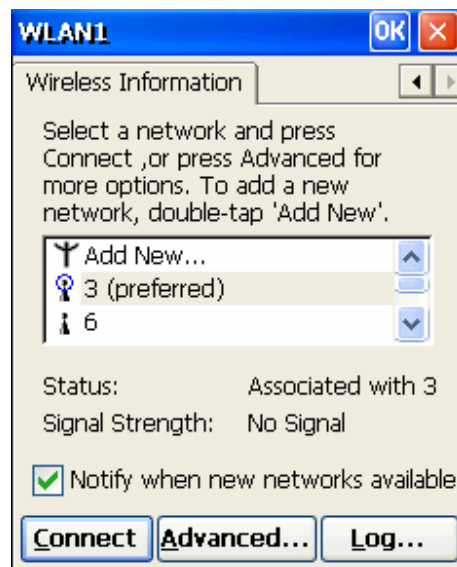 WLAN1 OK
Wireless Information
Select a network and press
Connect ,or press Advanced for
more options. To add a new
network, double-tap 'Add New'.
Add New...
3 (preferred)
6
Status: Associated with 3
Signal Strength: No Signal
Notify when new networks available
Connect Advanced... Log...